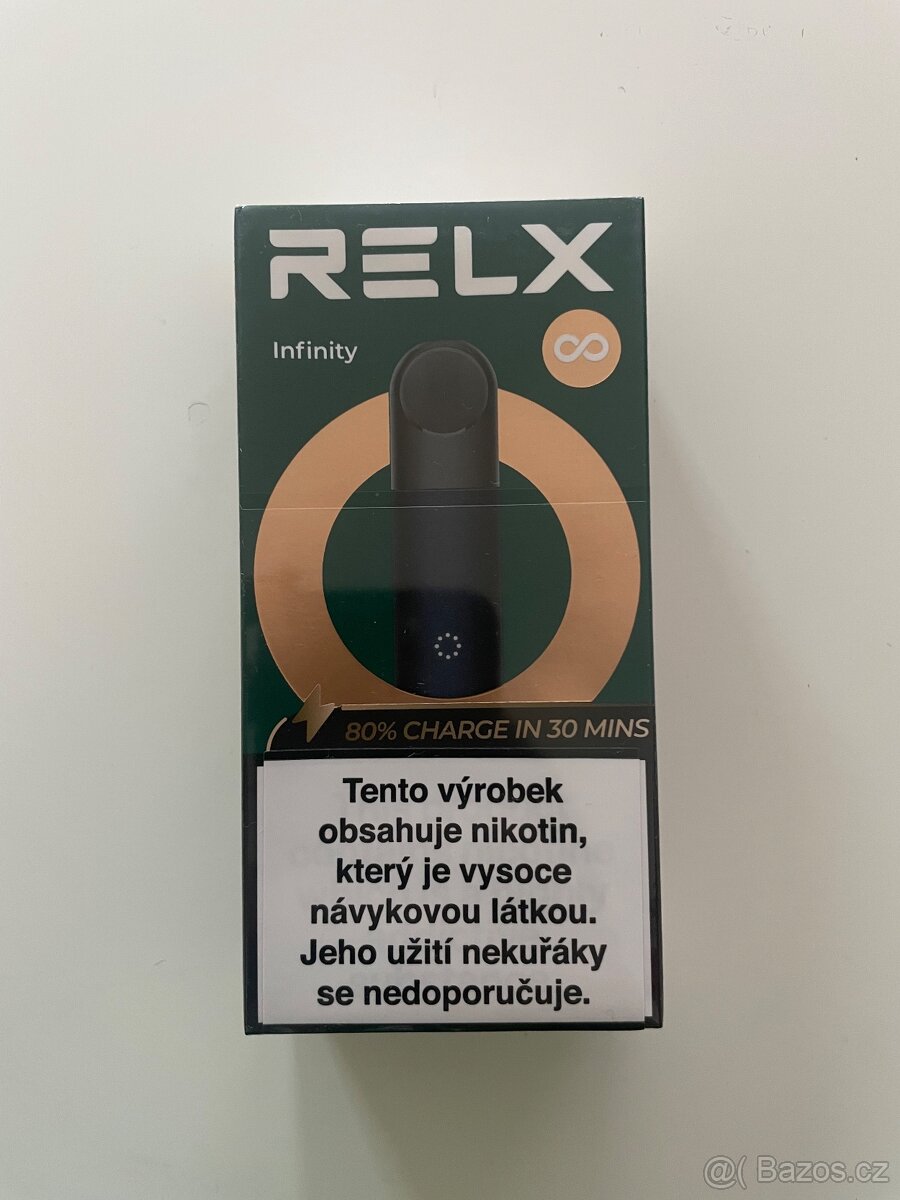 RELX
Infinity
80% CHARGE IN 30 MINS
Tento výrobek
obsahuje nikotin,
který je vysoce
návykovou látkou.
Jeho užití nekuřáky
se nedoporučuje.
@( Bazos.cz